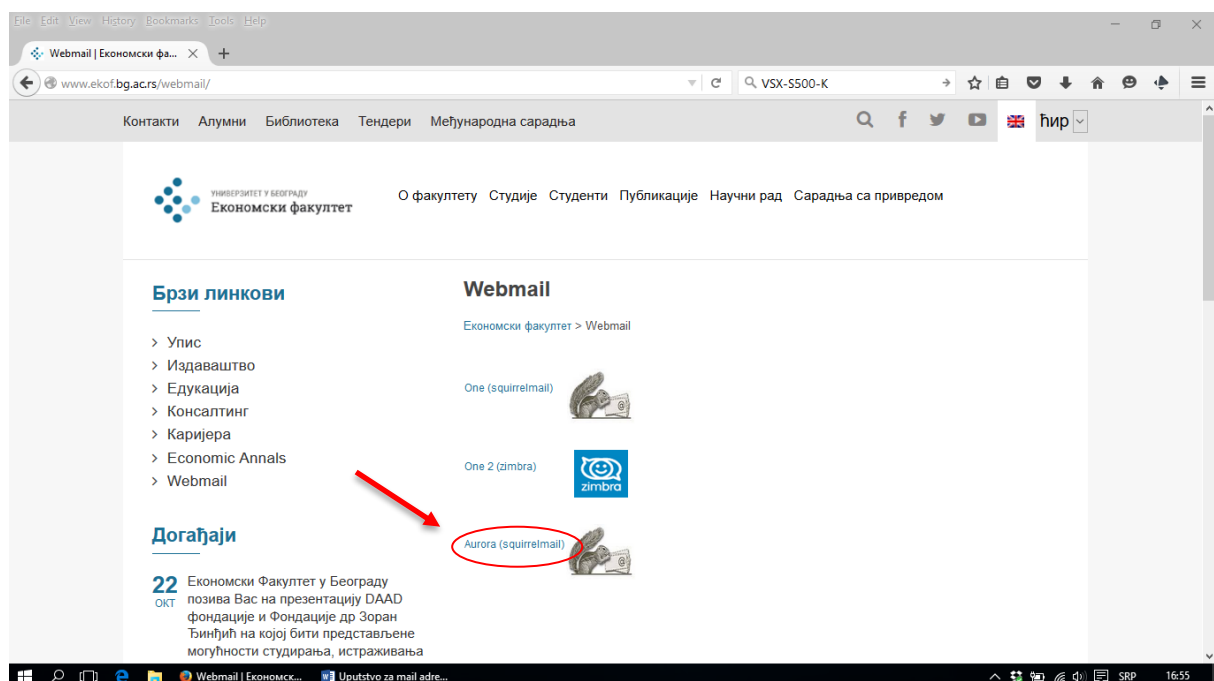 File Edit View History Bookmarks Tools Help
Webmail | Економски фа...
www.ekof.bg.ac.rs/webmail/
VSX-S500-K
Контакти Алумни Библиотека Тендери Међународна сарадња
ћир
УНИВЕРЗИТЕТ У БЕОГРАДУ
Економски факултет
О факултету Студије Студенти Публикације Научни рад Сарадња са привредом
Брзи линкови
Упис
Издаваштво
Едукација
Консалтинг
Каријера
Economic Annals
Webmail
Догађаји
22
ОКТ
Економски Факултет у Београду
позива Вас на презентацију DAAD
фондације и Фондације др Зоран
Ђинђић на којој бити представљене
могућности студирања, истраживања
Webmail
Економски факултет > Webmail
One (squirrelmail)
@
One 2 (zimbra)
zimbra
Aurora (squirrelmail)
@
Webmail | Економск...
Uputstvo za mail adre...
SRP
16:55